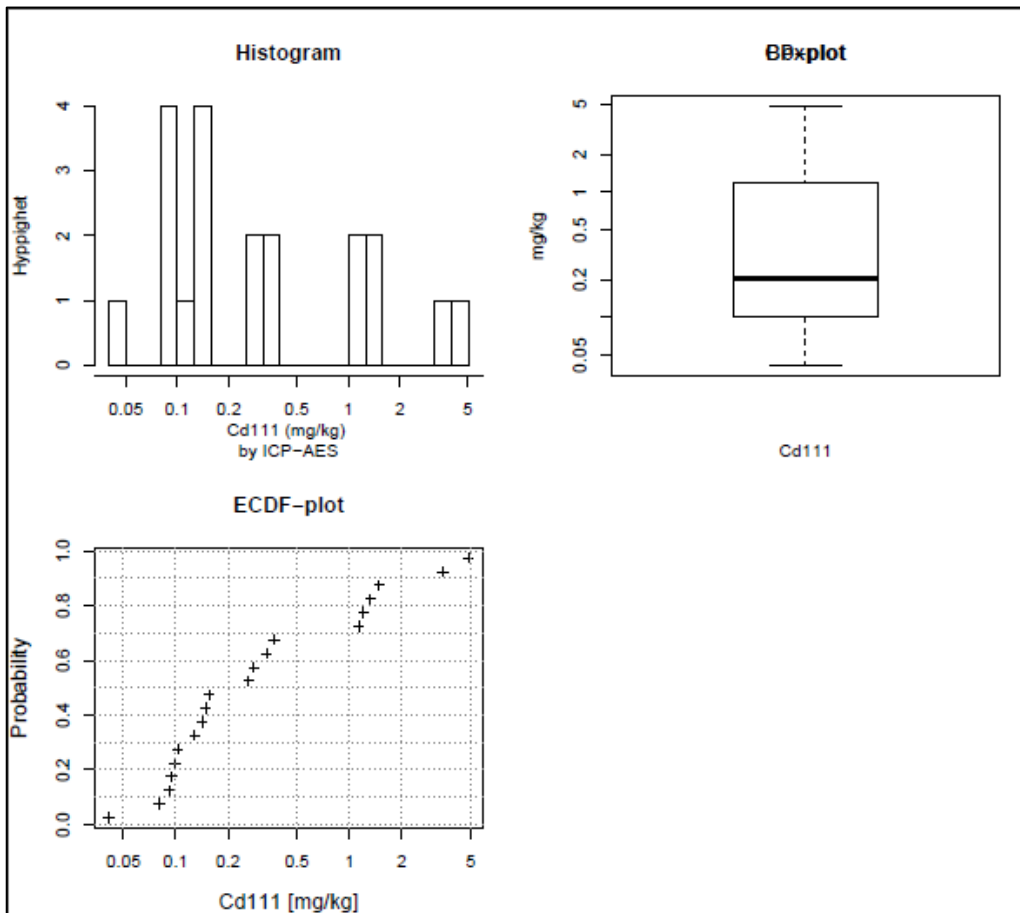 Histogram
4
3
2
1
0
Hyppighet
0.05 0.1 0.2 0.5 1 2 5
Cd111 (mg/kg)
by ICP−AES
5
2
1
0.5
0.2
0.05
mg/kg
Cd111
ECDF−plot
1.0
0.8
0.6
0.4
0.2
0.0
Probability
0.05 0.1 0.2 0.5 1 2 5
Cd111 [mg/kg]